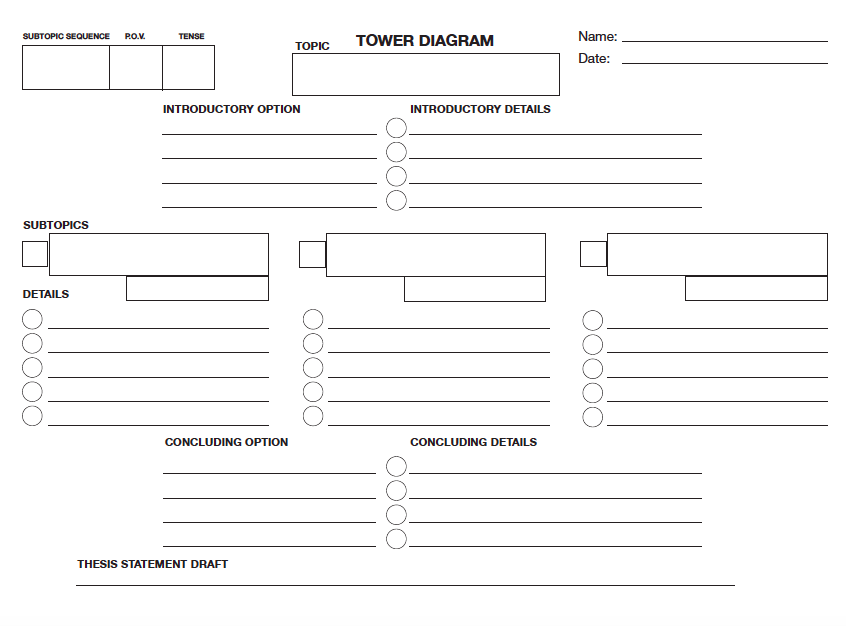 SUBTOPIC SEQUENCE P.O.V. TENSE
TOPIC
TOWER DIAGRAM
Name:
Date:
INTRODUCTORY OPTION INTRODUCTORY DETAILS
SUBTOPICS
DETAILS
CONCLUDING OPTION CONCLUDING DETAILS
THESIS STATEMENT DRAFT